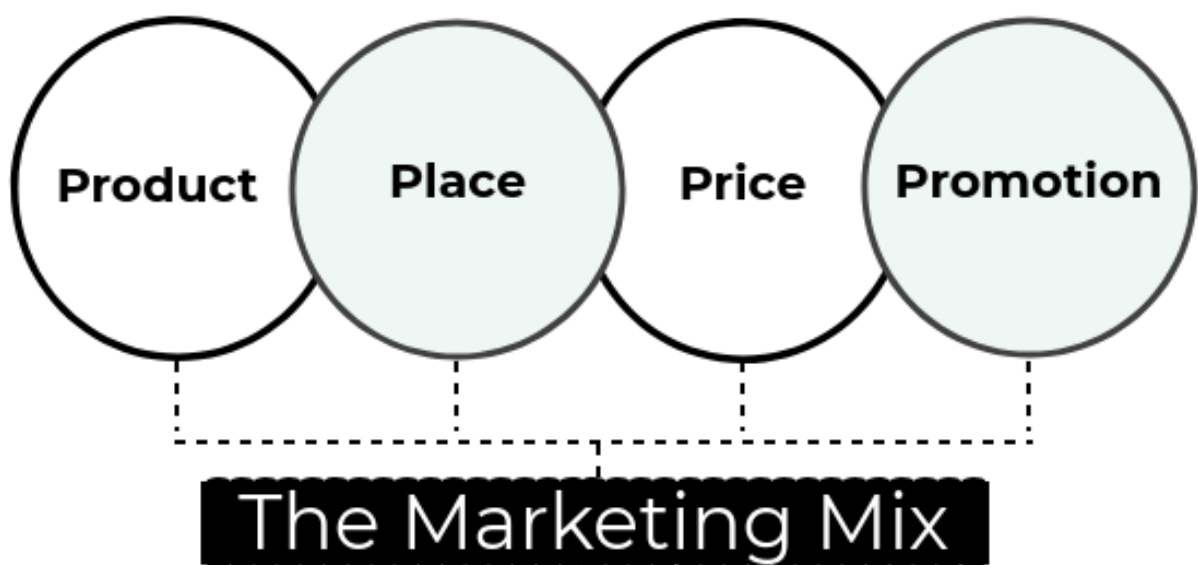 Product
Place
Price
Promotion
The Marketing Mix